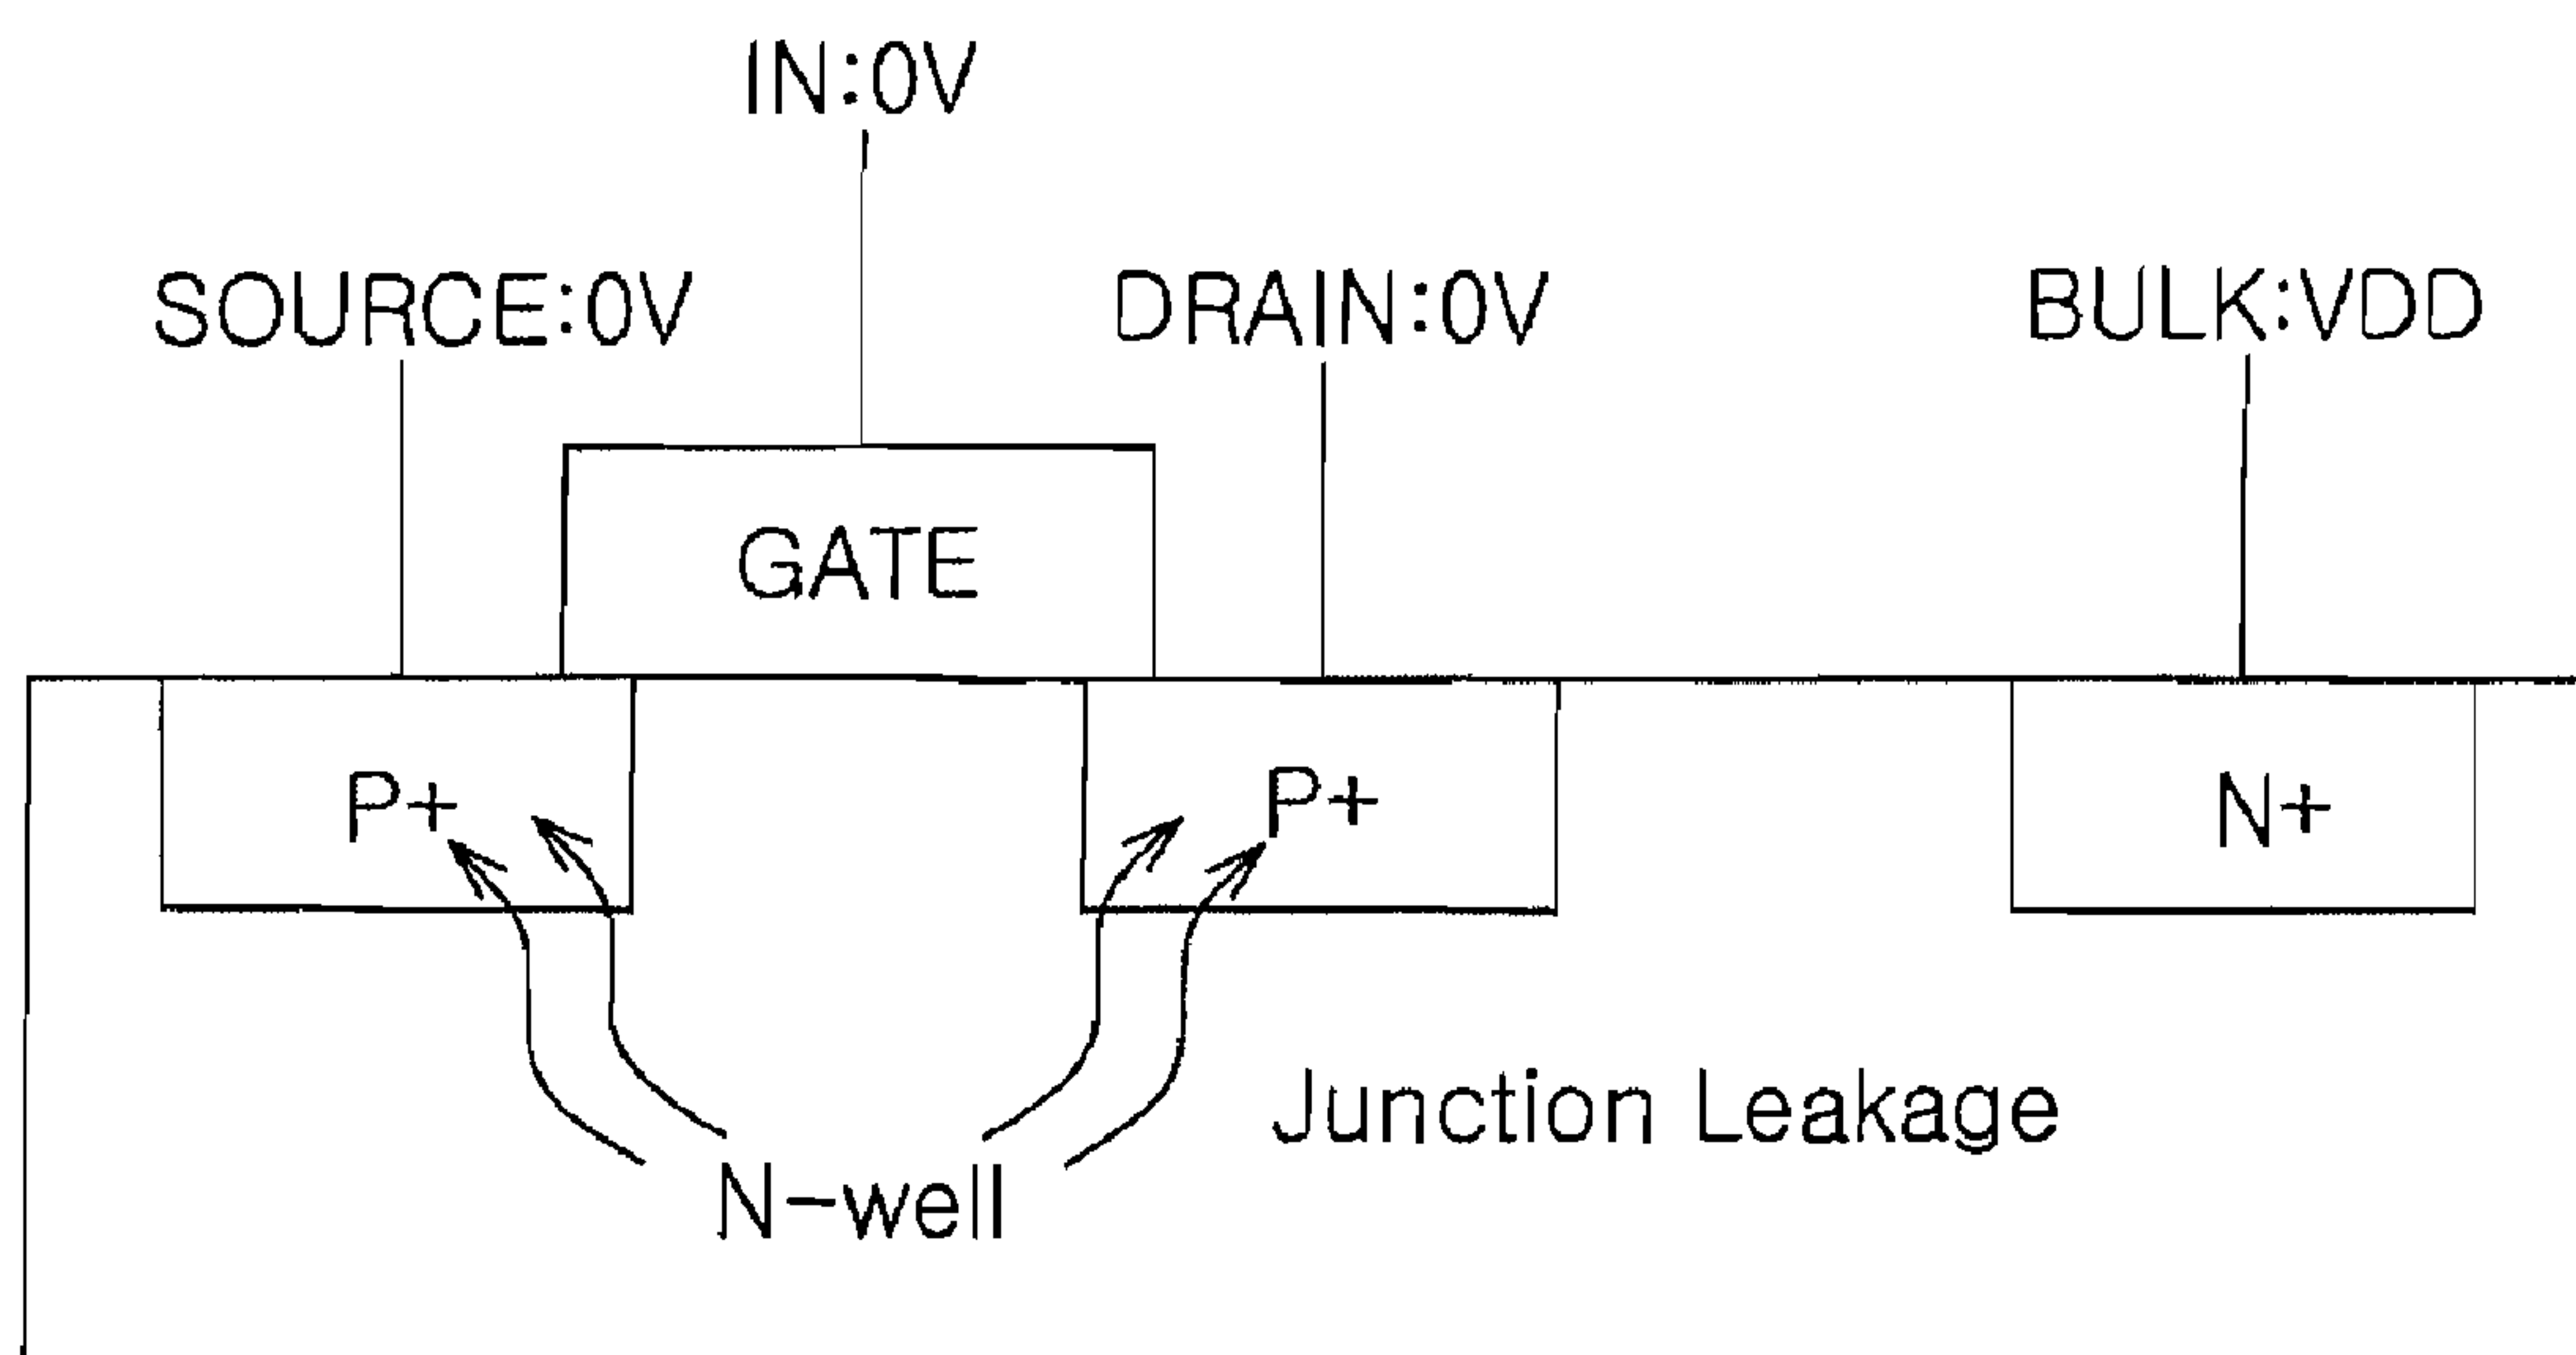 IN:0V
SOURCE:0V
DRAIN:0V
BULK:VDD
GATE
P+
P+
N+
Junction Leakage
N-well